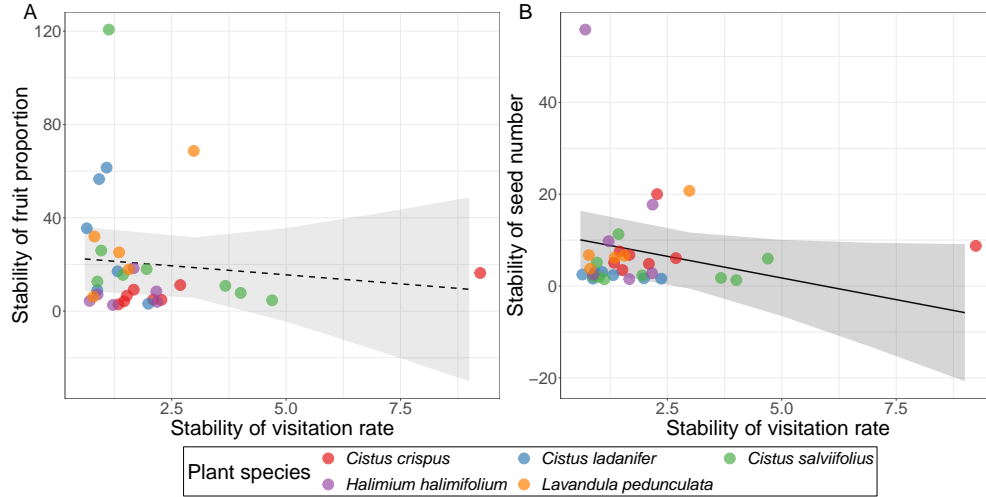 A
B
Stability of fruit proportion
120
80
40
0
2.5
5.0
7.5
Stability of visitation rate
Stability of seed number
40
20
0
−20
2.5
5.0
7.5
Stability of visitation rate
Plant species
Cistus crispus
Cistus ladanifer
Cistus salviifolius
Halimium halimifolium
Lavandula pedunculata